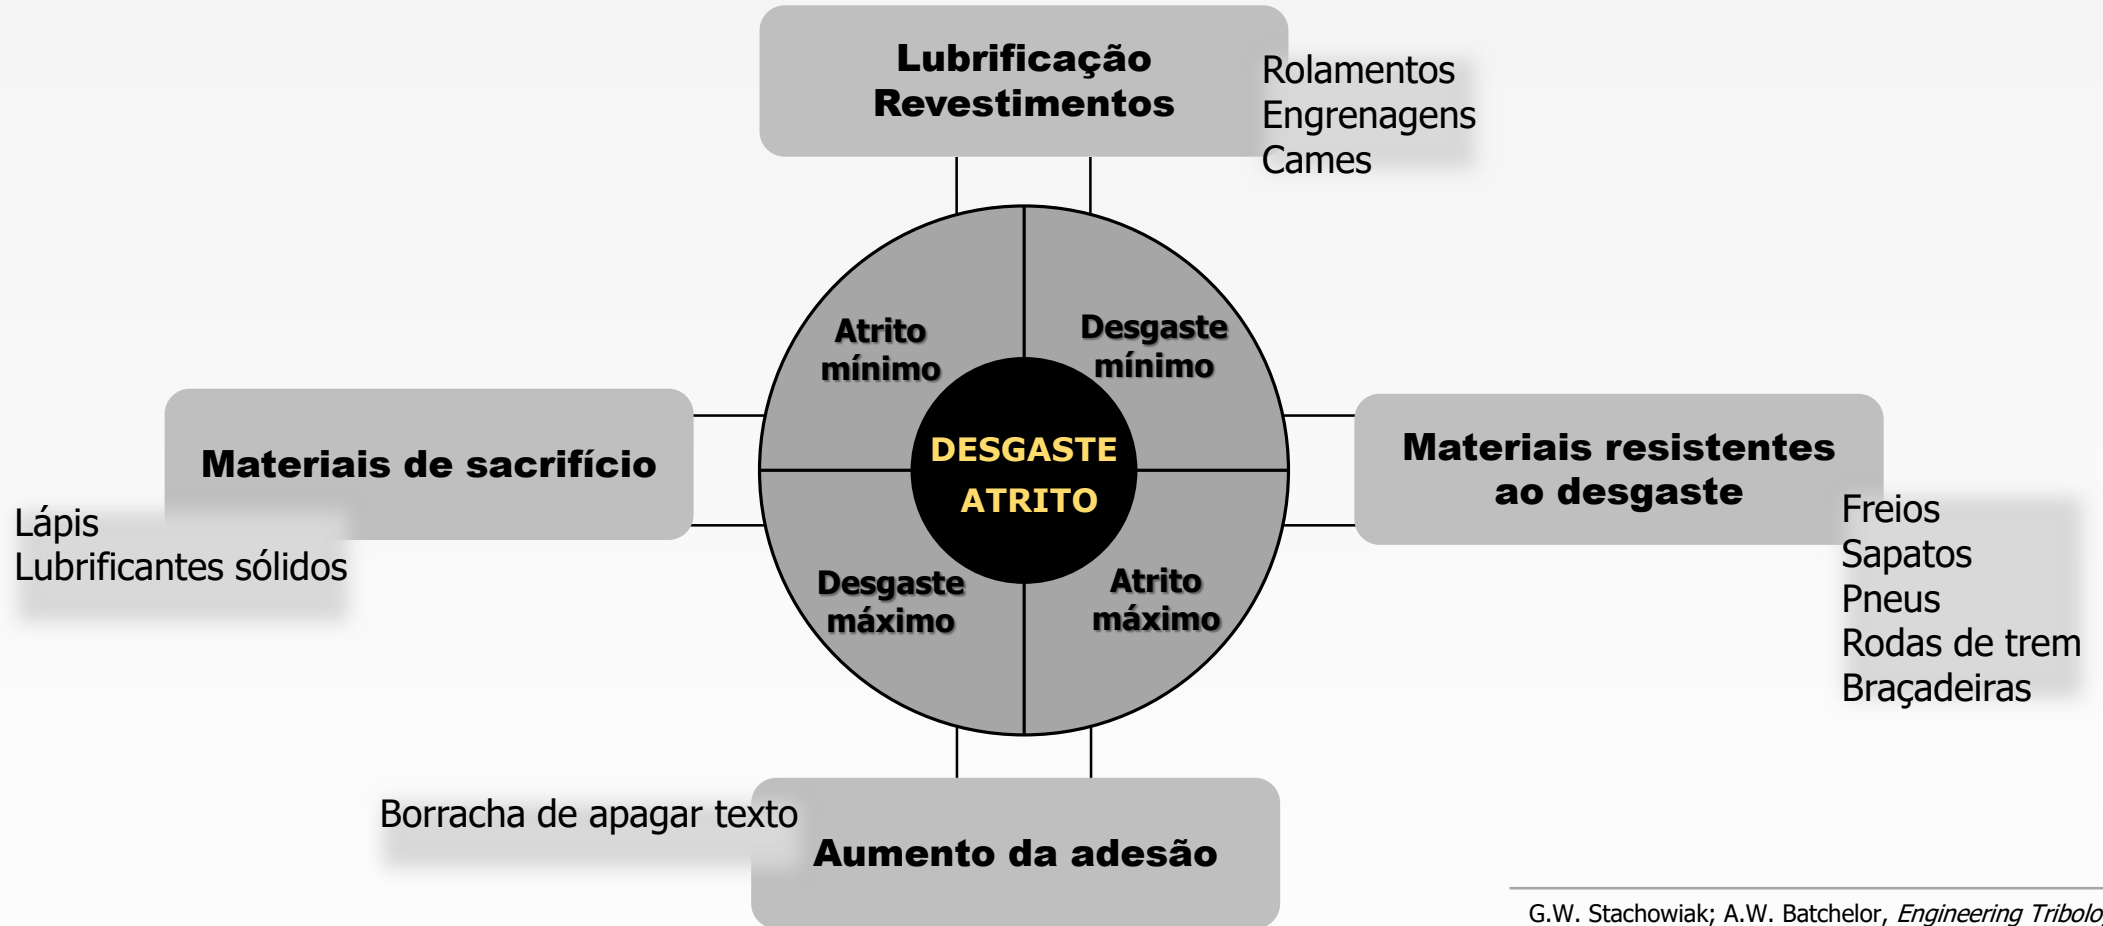 Lubrificação
Revestimentos
Rolamentos
Engrenagens
Cames
Atrito
mínimo
Desgaste
mínimo
DESGASTE
ATRITO
Materiais de sacrifício
Lápis
Lubrificantes sólidos
Materiais resistentes
ao desgaste
Freios
Sapatos
Pneus
Rodas de trem
Braçadeiras
Desgaste
máximo
Atrito
máximo
Borracha de apagar texto
Aumento da adesão
G.W. Stachowiak; A.W. Batchelor, Engineering Tribolo